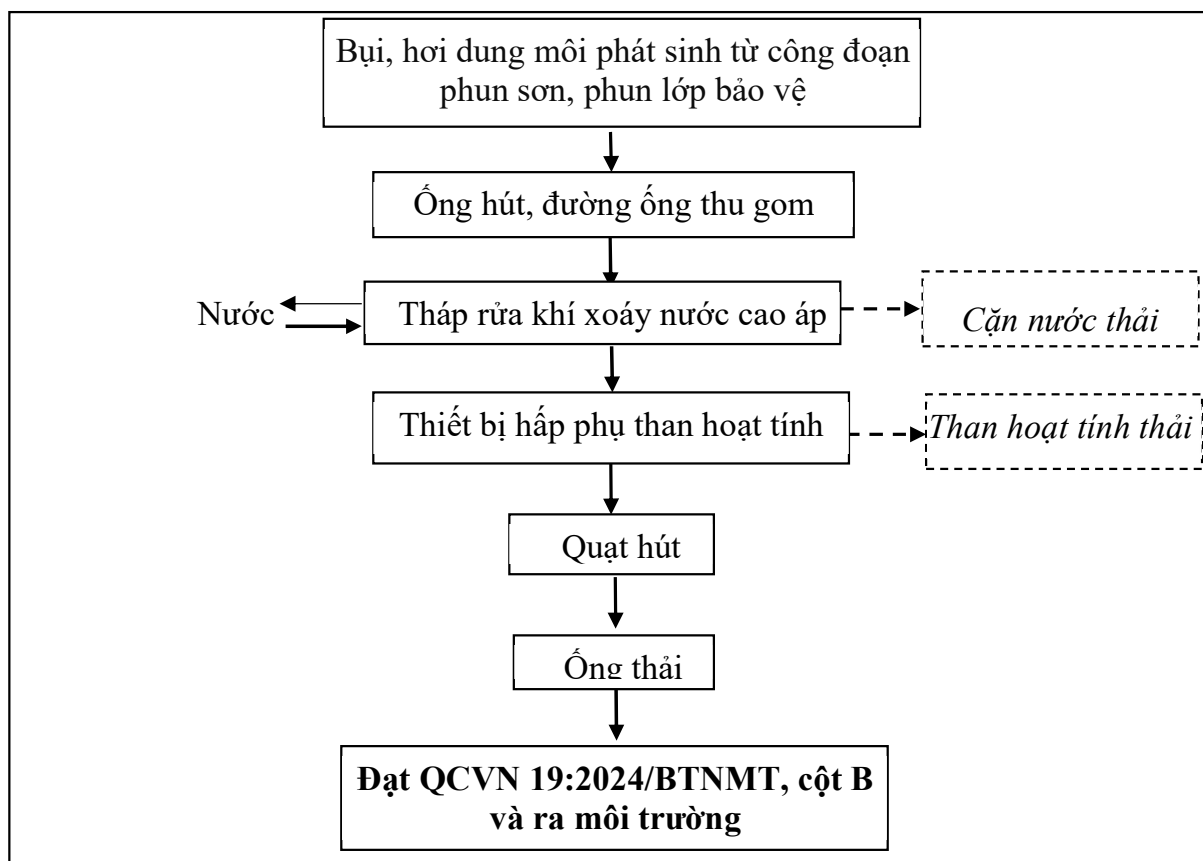 Bụi, hơi dung môi phát sinh từ công đoạn
phun sơn, phun lớp bảo vệ
Ống hút, đường ống thu gom
Nước
Tháp rửa khí xoáy nước cao áp
Cặn nước thải
Thiết bị hấp phụ than hoạt tính
Than hoạt tính thải
Quạt hút
Ống thải
Đạt QCVN 19:2024/BTNMT, cột B
và ra môi trường